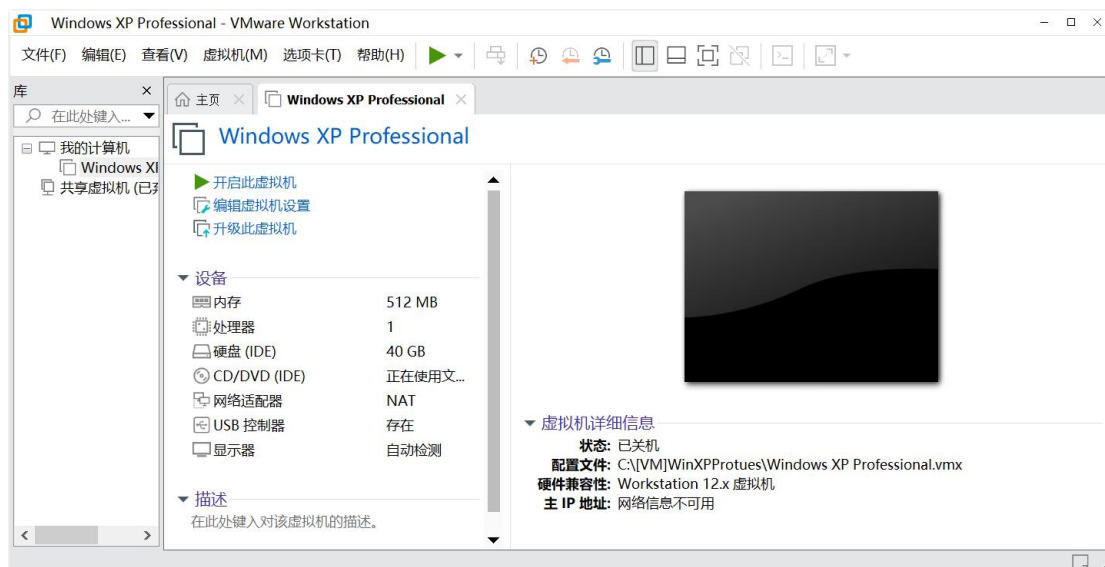 Windows XP Professional - VMware Workstation
文件(F) 编辑(E) 查看(V) 虚拟机(M) 选项卡(T) 帮助(H)
库
在此处键入...
我的计算机
Windows XP
共享虚拟机 (已弃
主页
Windows XP Professional
Windows XP Professional
开启此虚拟机
编辑虚拟机设置
升级此虚拟机
设备
内存 512 MB
处理器 1
硬盘 (IDE) 40 GB
CD/DVD (IDE) 正在使用文...
网络适配器 NAT
USB 控制器 存在
显示器 自动检测
描述
在此处键入对该虚拟机的描述。
虚拟机详细信息
状态: 已关机
配置文件: C:\[VM]WinXPProtues\Windows XP Professional.vmx
硬件兼容性: Workstation 12.x 虚拟机
主 IP 地址: 网络信息不可用